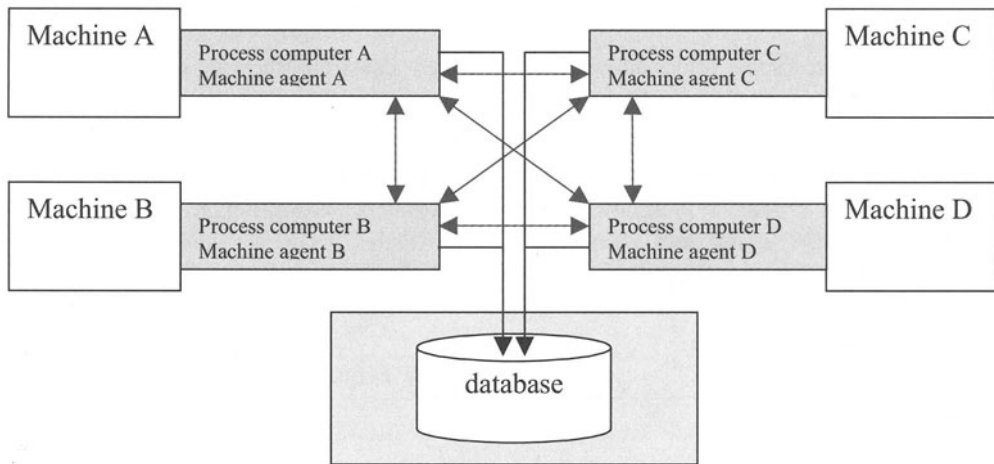 Machine A
Process computer A
Machine agent A
Process computer C
Machine agent C
Machine C
Machine B
Process computer B
Machine agent B
Process computer D
Machine agent D
Machine D
database